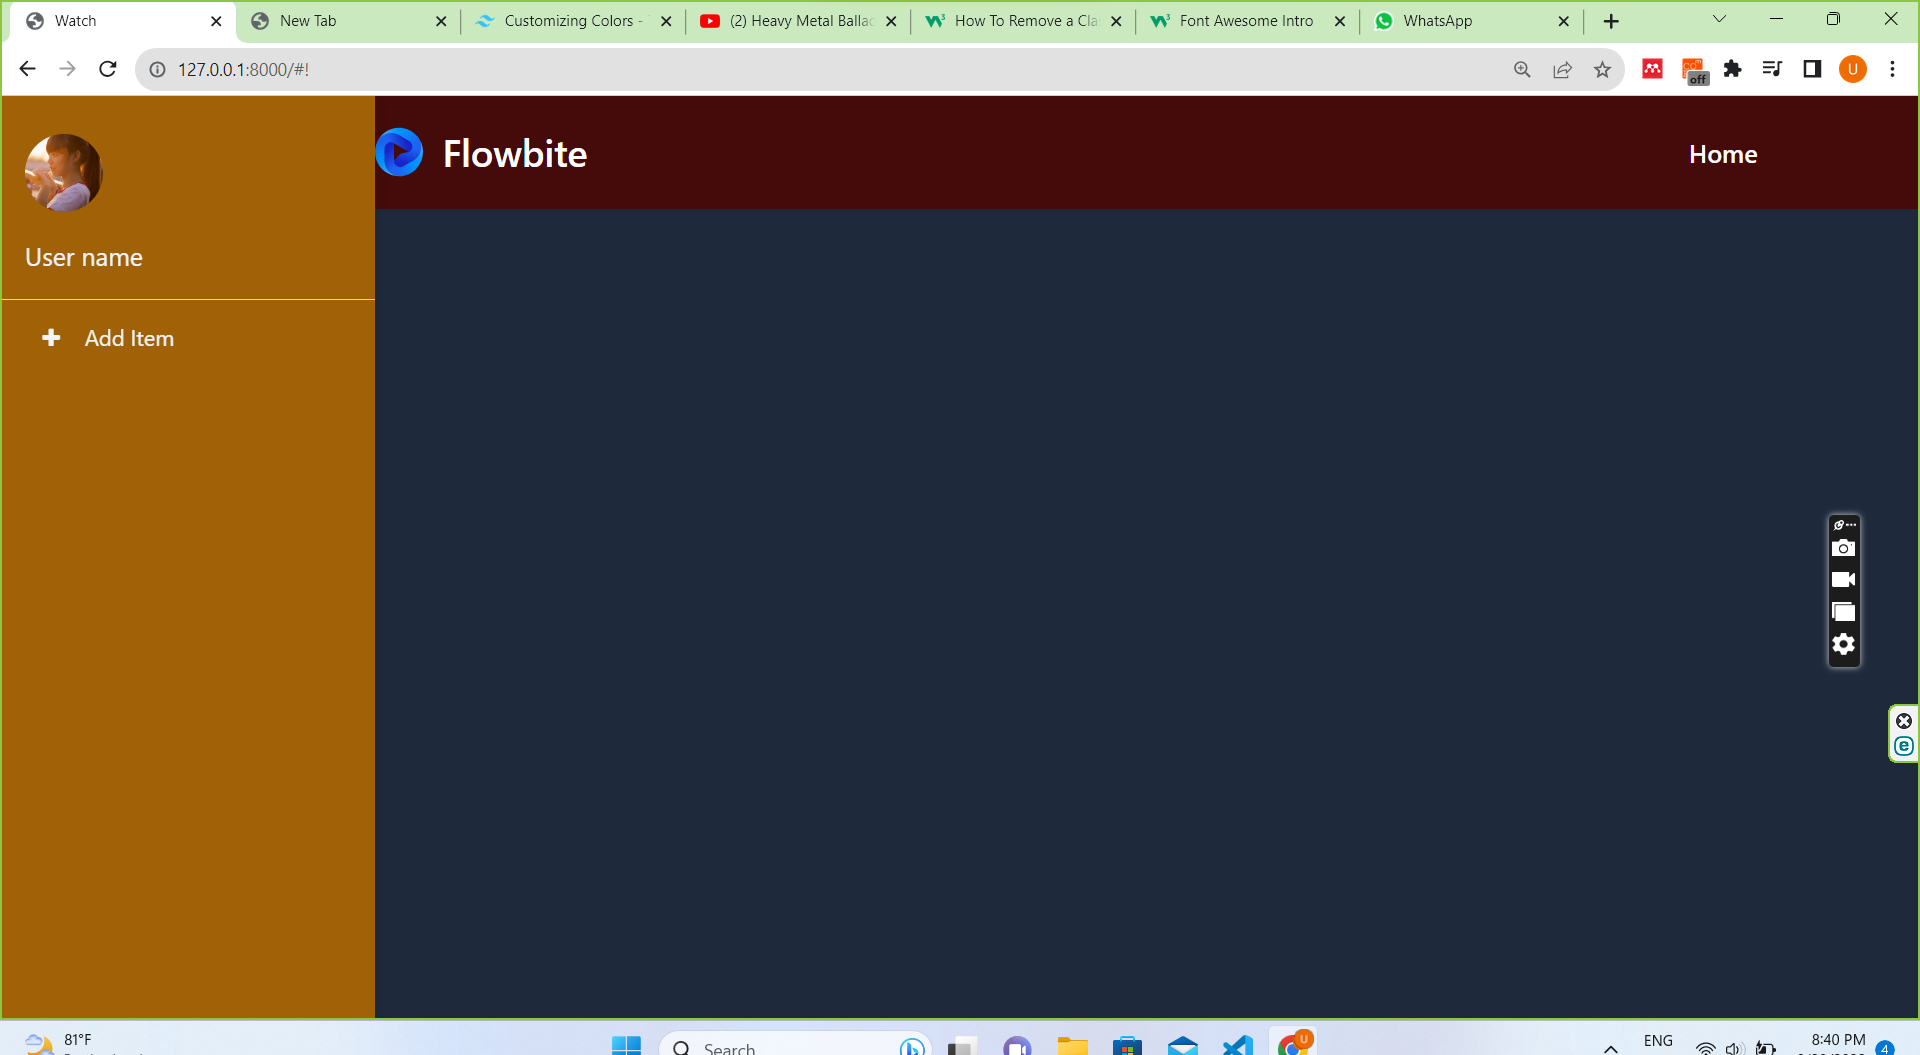 Watch
New Tab
Customizing Colors -
(2) Heavy Metal Ballac
How To Remove a Cla
Font Awesome Intro
WhatsApp
127.0.0.1:8000/#!
off
U
Flowbite
Home
User name
Add Item
81°F
Search
U
ENG
8:40 PM
4